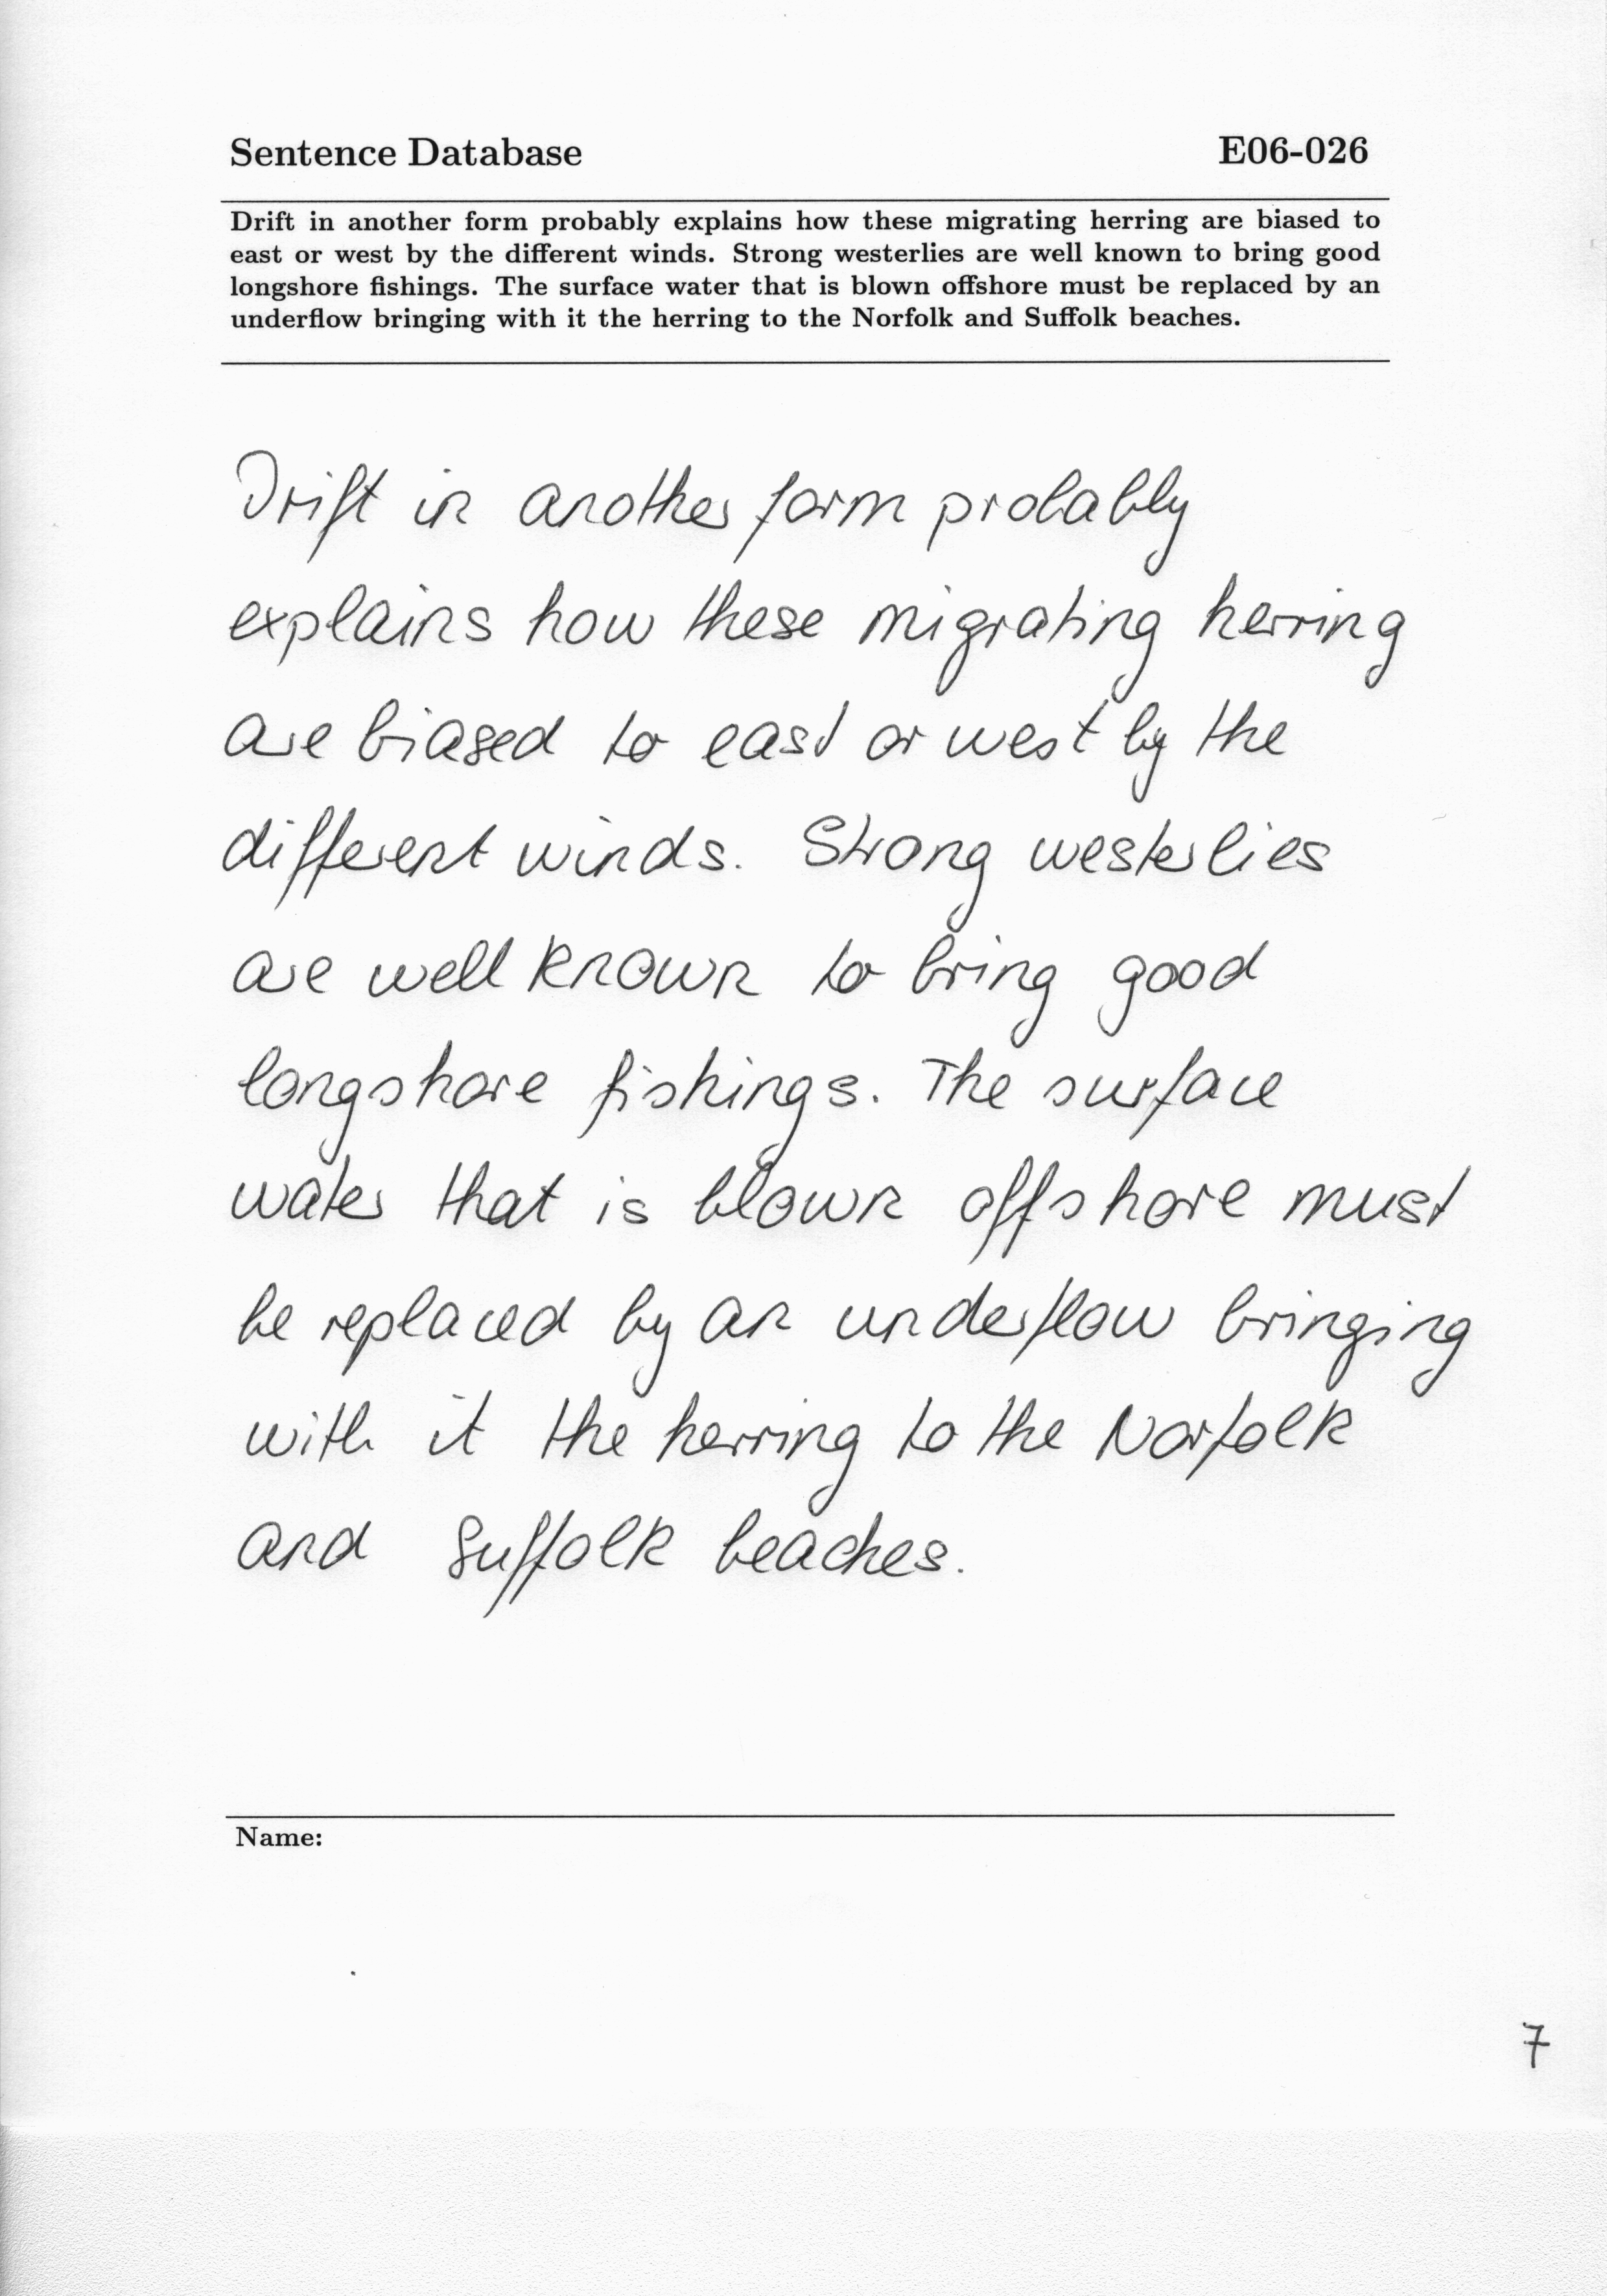 Sentence Database E06-026
Drift in another form probably explains how these migrating herring are biased to
east or west by the different winds. Strong westerlies are well known to bring good
longshore fishings. The surface water that is blown offshore must be replaced by an
underflow bringing with it the herring to the Norfolk and Suffolk beaches.
Drift in another form probably
explains how these migrating herring
are biased to east or west by the
different winds. Strong westerlies
are well known to bring good
longshore fishings. The surface
water that is blown offshore must
be replaced by an underflow bringing
with it the herring to the Norfolk
and Suffolk beaches.
Name:
7